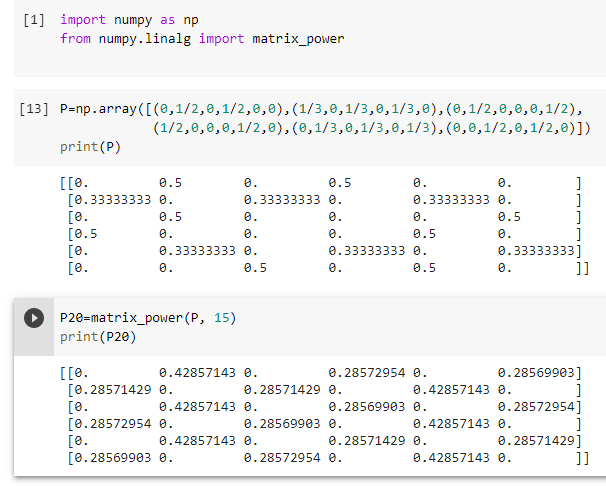 [1] import numpy as np
from numpy.linalg import matrix_power
[13] P=np.array([(0,1/2,0,1/2,0,0),(1/3,0,1/3,0,1/3,0),(0,1/2,0,0,0,1/2),
(1/2,0,0,0,1/2,0),(0,1/3,0,1/3,0,1/3),(0,0,1/2,0,1/2,0)])
print(P)
[[0. 0.5 0. 0.5 0. 0. ]
[0.33333333 0. 0.33333333 0. 0.33333333 0. ]
[0. 0.5 0. 0. 0. 0.5 ]
[0.5 0. 0. 0. 0.5 0. ]
[0. 0.33333333 0. 0.33333333 0. 0.33333333]
[0. 0. 0.5 0. 0.5 0. ]]
P20=matrix_power(P, 15)
print(P20)
[[0. 0.42857143 0. 0.28572954 0. 0.28569903]
[0.28571429 0. 0.28571429 0. 0.42857143 0. ]
[0. 0.42857143 0. 0.28569903 0. 0.28572954]
[0.28572954 0. 0.28569903 0. 0.42857143 0. ]
[0. 0.42857143 0. 0.28571429 0. 0.28571429]
[0.28569903 0. 0.28572954 0. 0.42857143 0. ]]